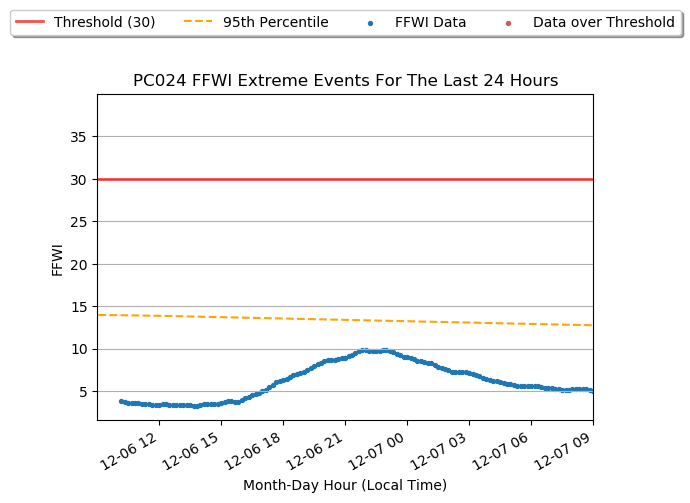 Threshold (30) 95th Percentile FFWI Data Data over Threshold
PC024 FFWI Extreme Events For The Last 24 Hours
35
30
25
20
15
10
5
FFWI
12-06 12 12-06 15 12-06 18 12-06 21 12-07 00 12-07 03 12-07 06 12-07 09
Month-Day Hour (Local Time)